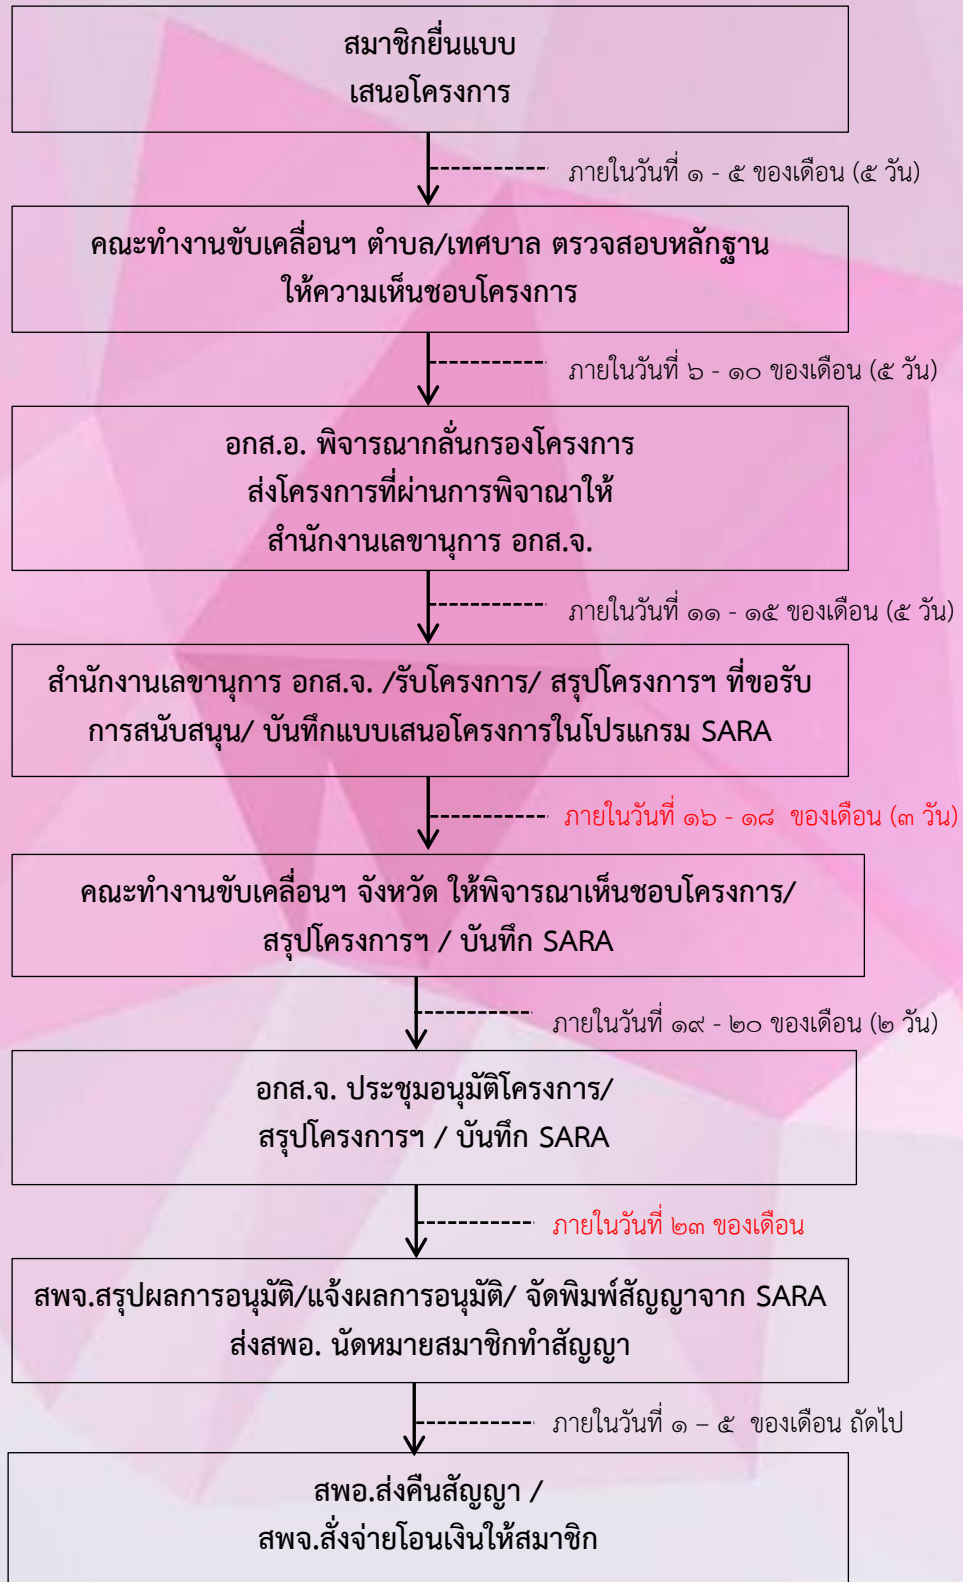 สมาชิกยื่นแบบ
เสนอโครงการ
ภายในวันที่ ๑ - ๕ ของเดือน (๕ วัน)
คณะทำงานขับเคลื่อนฯ ตำบล/เทศบาล ตรวจสอบหลักฐาน
ให้ความเห็นชอบโครงการ
ภายในวันที่ ๖ - ๑๐ ของเดือน (๕ วัน)
อกส.อ. พิจารณากลั่นกรองโครงการ
ส่งโครงการที่ผ่านการพิจาณาให้
สำนักงานเลขานุการ อกส.จ.
ภายในวันที่ ๑๑ - ๑๕ ของเดือน (๕ วัน)
สำนักงานเลขานุการ อกส.จ. /รับโครงการ/ สรุปโครงการฯ ที่ขอรับ
การสนับสนุน/ บันทึกแบบเสนอโครงการในโปรแกรม SARA
ภายในวันที่ ๑๖ - ๑๘ ของเดือน (๓ วัน)
คณะทำงานขับเคลื่อนฯ จังหวัด ให้พิจารณาเห็นชอบโครงการ/
สรุปโครงการฯ / บันทึก SARA
ภายในวันที่ ๑๙ - ๒๐ ของเดือน (๒ วัน)
อกส.จ. ประชุมอนุมัติโครงการ/
สรุปโครงการฯ / บันทึก SARA
ภายในวันที่ ๒๓ ของเดือน
สพจ.สรุปผลการอนุมัติ/แจ้งผลการอนุมัติ/ จัดพิมพ์สัญญาจาก SARA
ส่งสพอ. นัดหมายสมาชิกทำสัญญา
ภายในวันที่ ๑ – ๕ ของเดือน ถัดไป
สพอ.ส่งคืนสัญญา /
สพจ.สั่งจ่ายโอนเงินให้สมาชิก